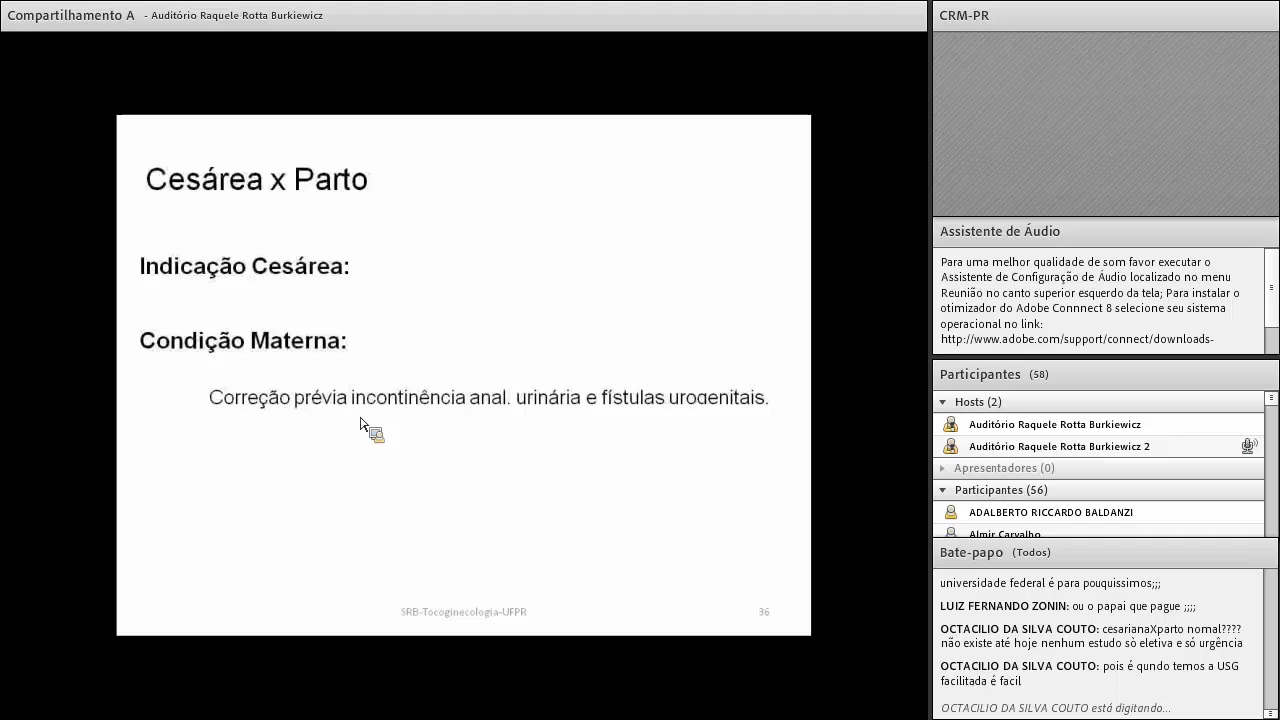 Compartilhamento A - Auditório Raquele Rotta Burkiewicz
Cesárea x Parto
Indicação Cesárea:
Condição Materna:
Correção prévia incontinência anal, urinária e fístulas urogenitais.
SRB-Tocoginecologia-UFPR
36
CRM-PR
Assistente de Áudio
Para uma melhor qualidade de som favor executar o
Assistente de Configuração de Áudio localizado no menu
Reunião no canto superior esquerdo da tela; Para instalar o
otimizador do Adobe Connnect 8 selecione seu sistema
operacional no link:
http://www.adobe.com/support/connect/downloads-
Participantes (58)
Hosts (2)
Auditório Raquele Rotta Burkiewicz
Auditório Raquele Rotta Burkiewicz 2
Apresentadores (0)
Participantes (56)
ADALBERTO RICCARDO BALDANZI
Almir Carvalho
Bate-papo (Todos)
universidade federal é para pouquissimos;;;
LUIZ FERNANDO ZONIN: ou o papai que pague ;;;;
OCTACILIO DA SILVA COUTO: cesarianaXparto nomal????
não existe até hoje nenhum estudo sò eletiva e só urgência
OCTACILIO DA SILVA COUTO: pois é qundo temos a USG
facilitada é facil
OCTACILIO DA SILVA COUTO está digitando...